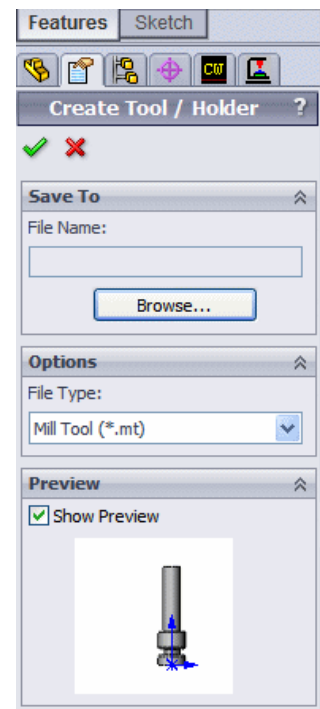 Features Sketch
CW
Create Tool / Holder ?
Save To
File Name:
Browse...
Options
File Type:
Mill Tool (*.mt)
Preview
Show Preview